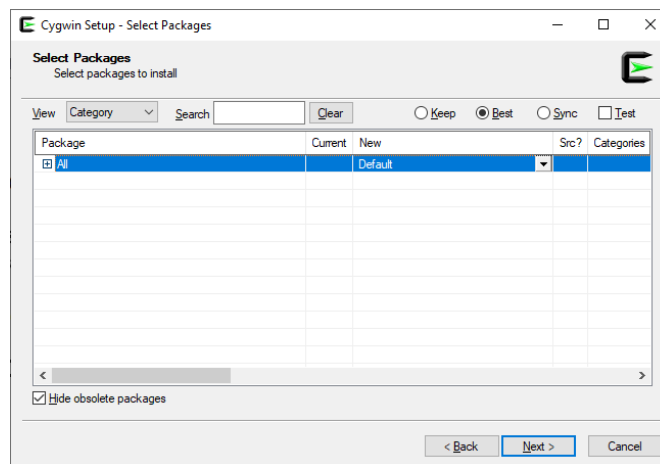 Cygwin Setup - Select Packages
Select Packages
Select packages to install
View Category Search Clear Keep Best Sync Test
Package Current New Src? Categories
All Default
Hide obsolete packages
< Back Next > Cancel